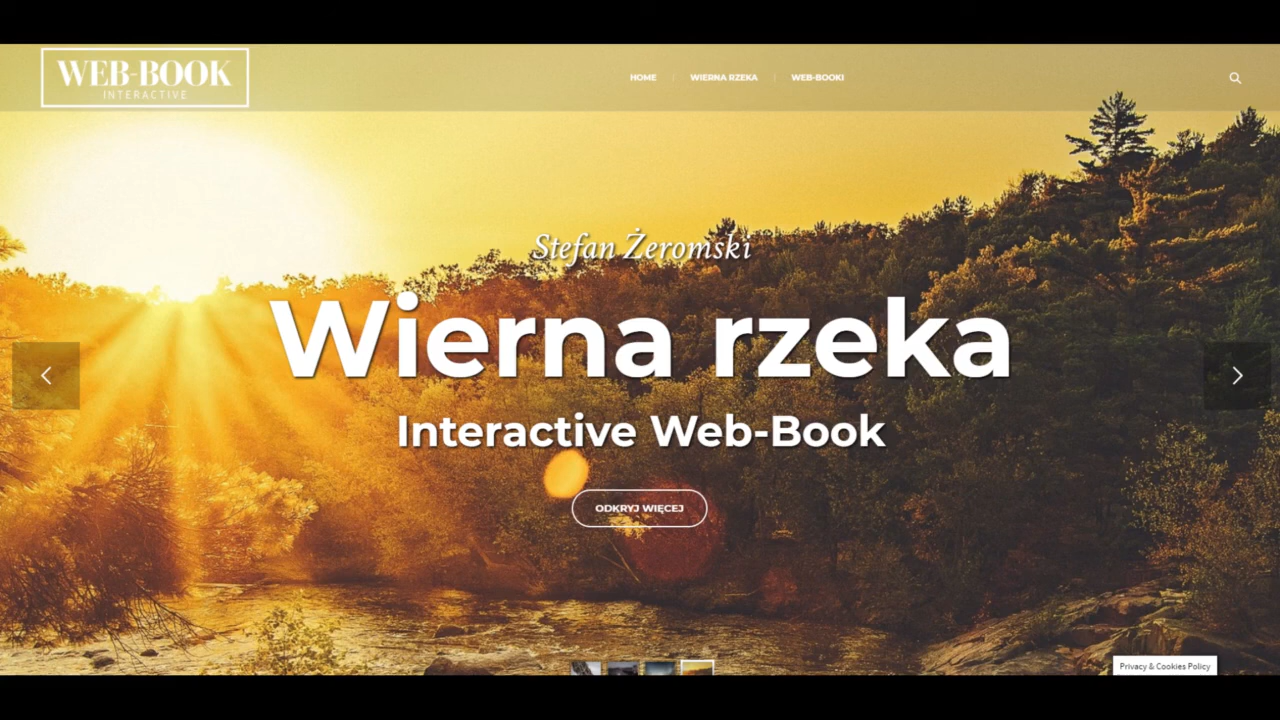 WEB-BOOK
INTERACTIVE
HOME
WIERNA RZEKA
WEB-BOOKI
Stefan Żeromski
Wierna rzeka
Interactive Web-Book
ODKRYJ WIĘCEJ
Privacy & Cookies Policy